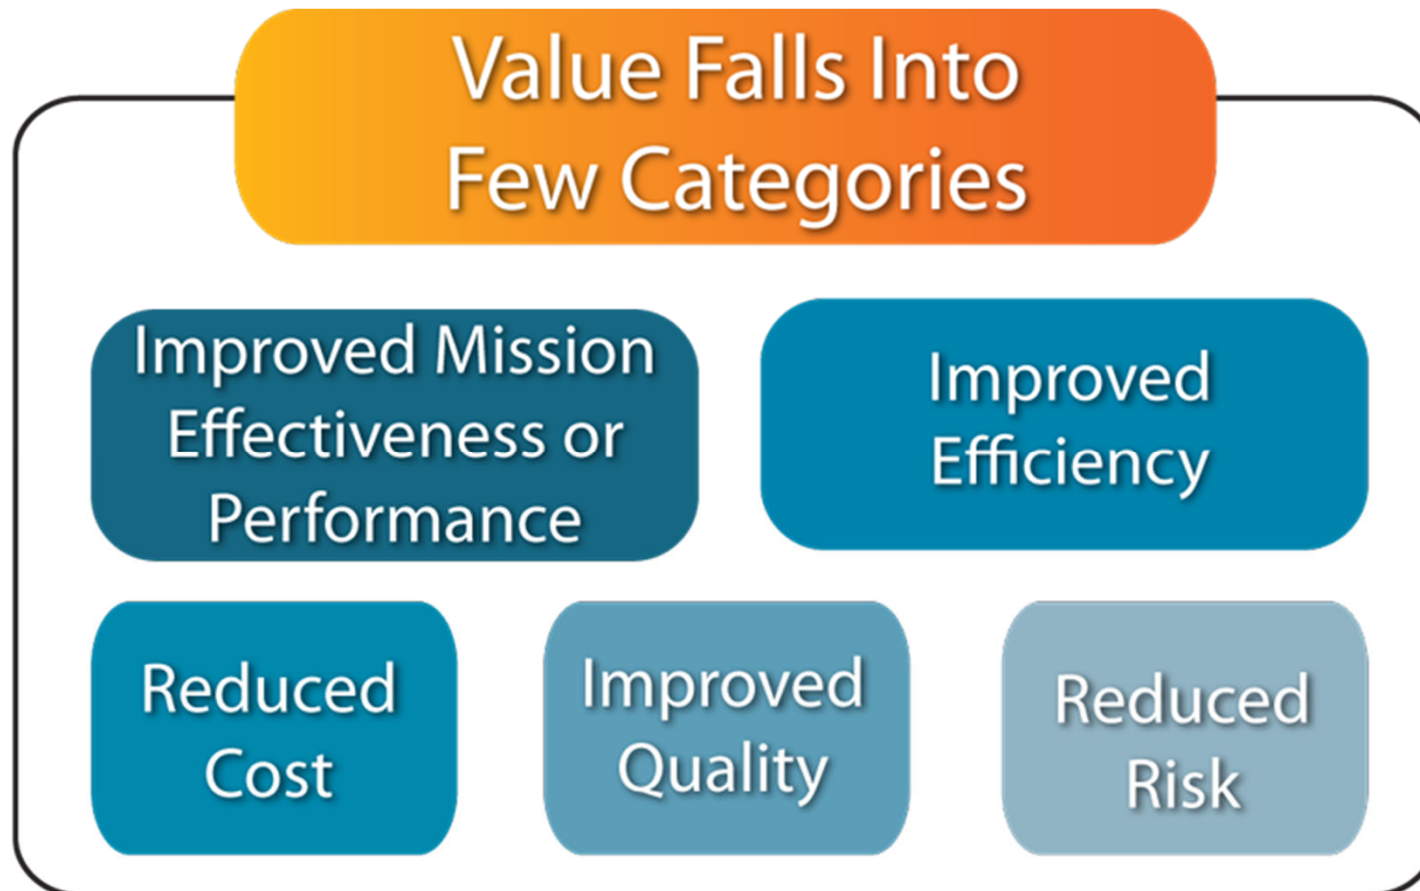 Value Falls Into
Few Categories
Improved Mission
Effectiveness or
Performance
Improved
Efficiency
Reduced
Cost
Improved
Quality
Reduced
Risk